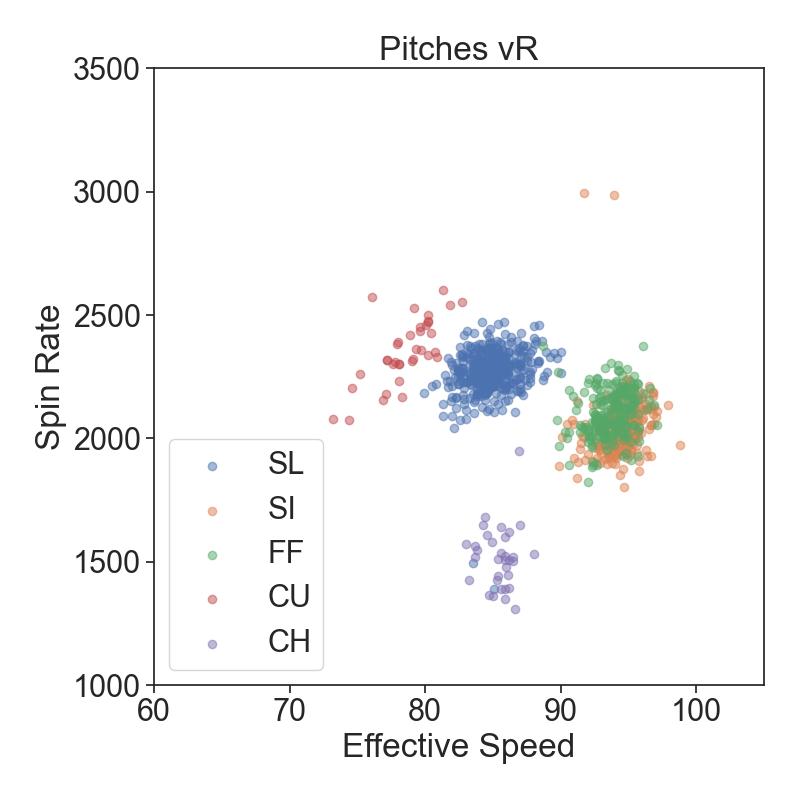 Pitches vR
3500
3000
2500
2000
1500
1000
Spin Rate
SL
SI
FF
CU
CH
60 70 80 90 100
Effective Speed